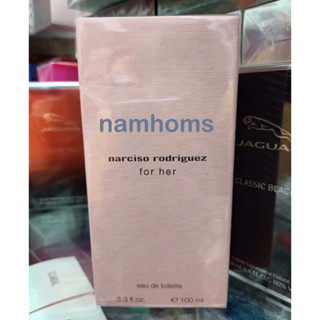 namhoms
narciso rodriguez
for her
eau de toilette
3.3 fl.oz. ℮ 100 ml
JAGUA
CLASSIC BLAC